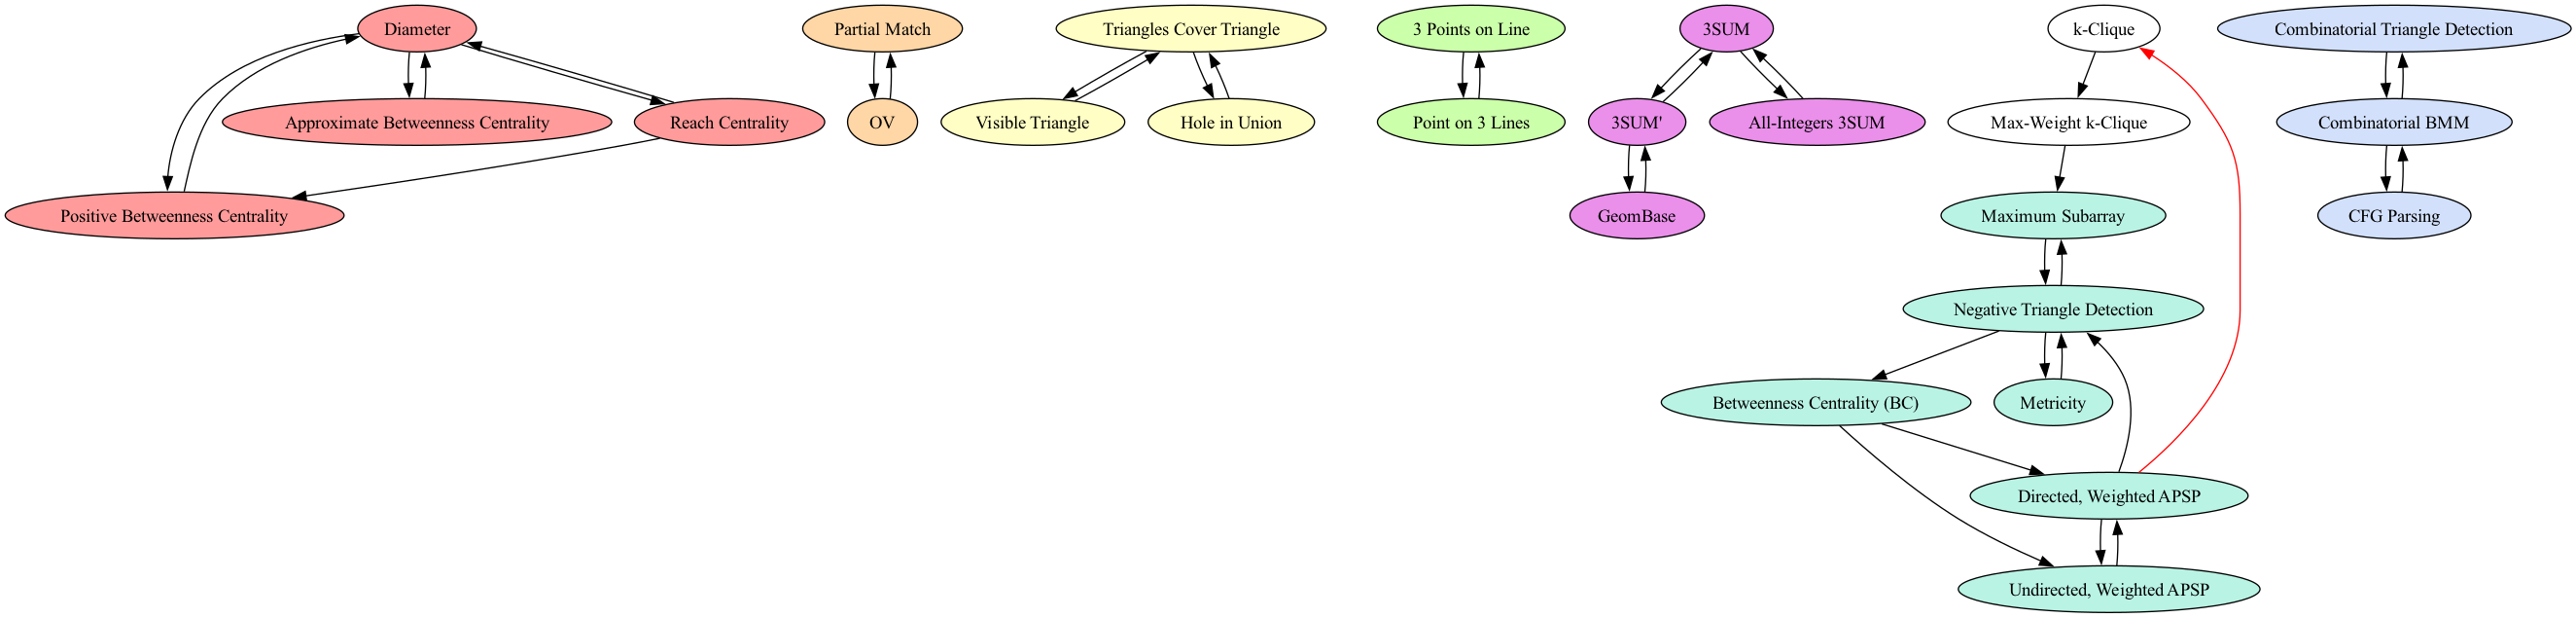 Diameter
Partial Match
Triangles Cover Triangle
3 Points on Line
3SUM
k-Clique
Combinatorial Triangle Detection
Approximate Betweenness Centrality
Reach Centrality
OV
Visible Triangle
Hole in Union
Point on 3 Lines
3SUM'
All-Integers 3SUM
Max-Weight k-Clique
Combinatorial BMM
Positive Betweenness Centrality
GeomBase
Maximum Subarray
CFG Parsing
Negative Triangle Detection
Betweenness Centrality (BC)
Metricity
Directed, Weighted APSP
Undirected, Weighted APSP